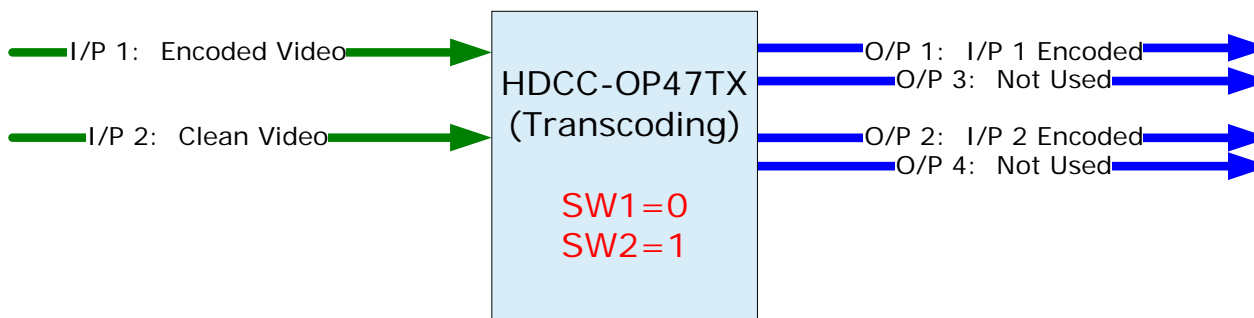 I/P 1:  Encoded Video
I/P 2:  Clean Video
HDCC-OP47TX
(Transcoding)
SW1=0
SW2=1
O/P 1:  I/P 1 Encoded
O/P 3:  Not Used
O/P 2:  I/P 2 Encoded
O/P 4:  Not Used